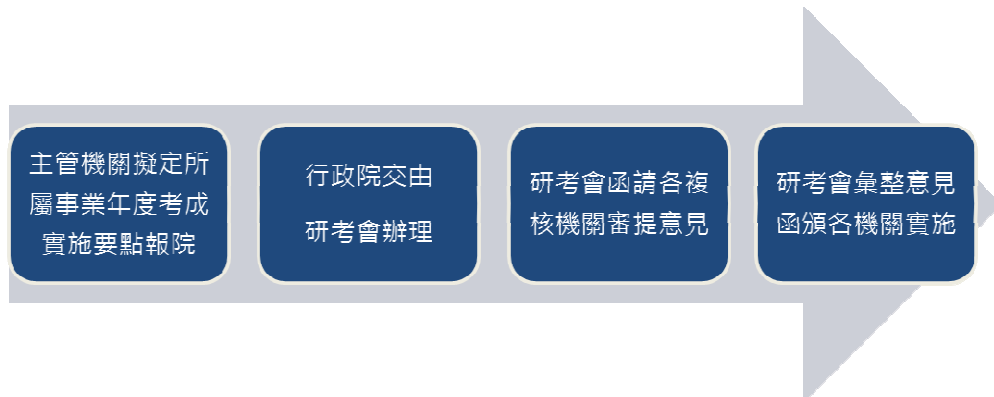 主管機關擬定所
屬事業年度考成
實施要點報院
行政院交由
研考會辦理
研考會函請各複
核機關審提意見
研考會彙整意見
函頒各機關實施